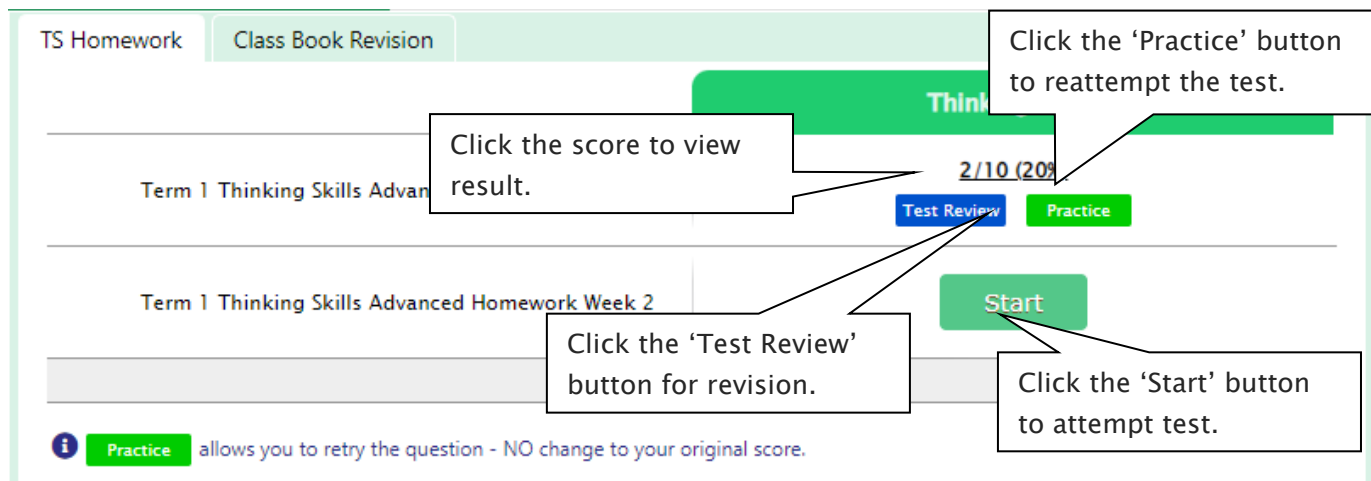 TS Homework
Class Book Revision
Click the ‘Practice’ button
to reattempt the test.
Click the score to view
result.
2/10 (20%
Term 1 Thinking Skills
Test Review
Practice
Term 1 Thinking Skills Advanced Homework Week 2
Start
Click the ‘Test Review’
button for revision.
Click the ‘Start’ button
to attempt test.
Practice
allows you to retry the question - NO change to your original score.